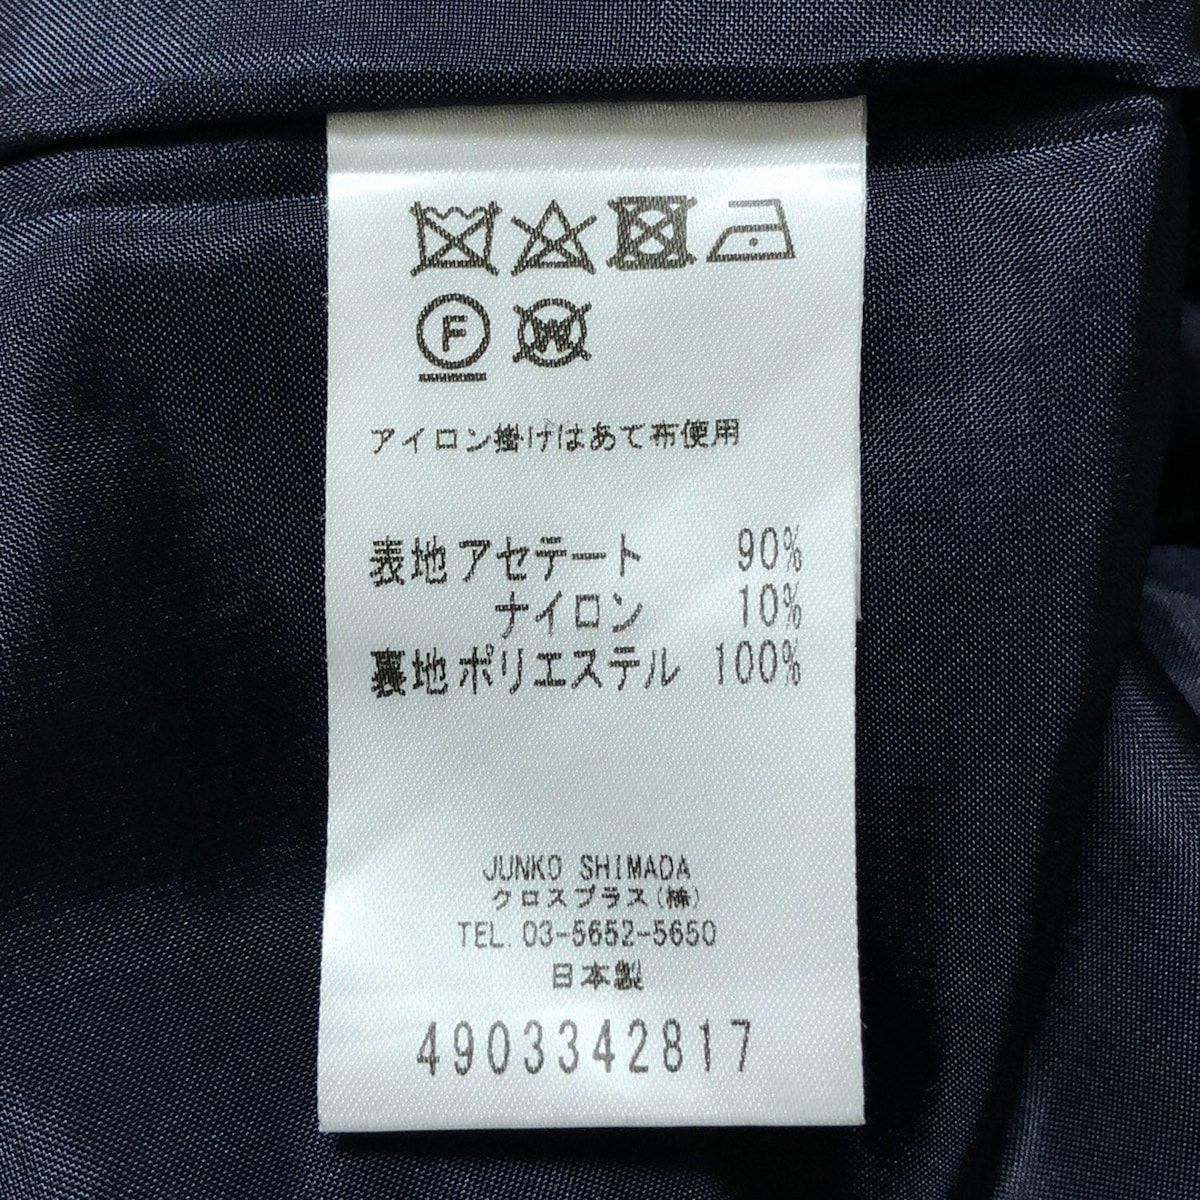 F W
アイロン掛けはあて布使用
表地 アセテート 90%
ナイロン 10%
裏地 ポリエステル 100%
JUNKO SHIMADA
クロスプラス(株)
TEL. 03-5652-5650
日本製
4903342817